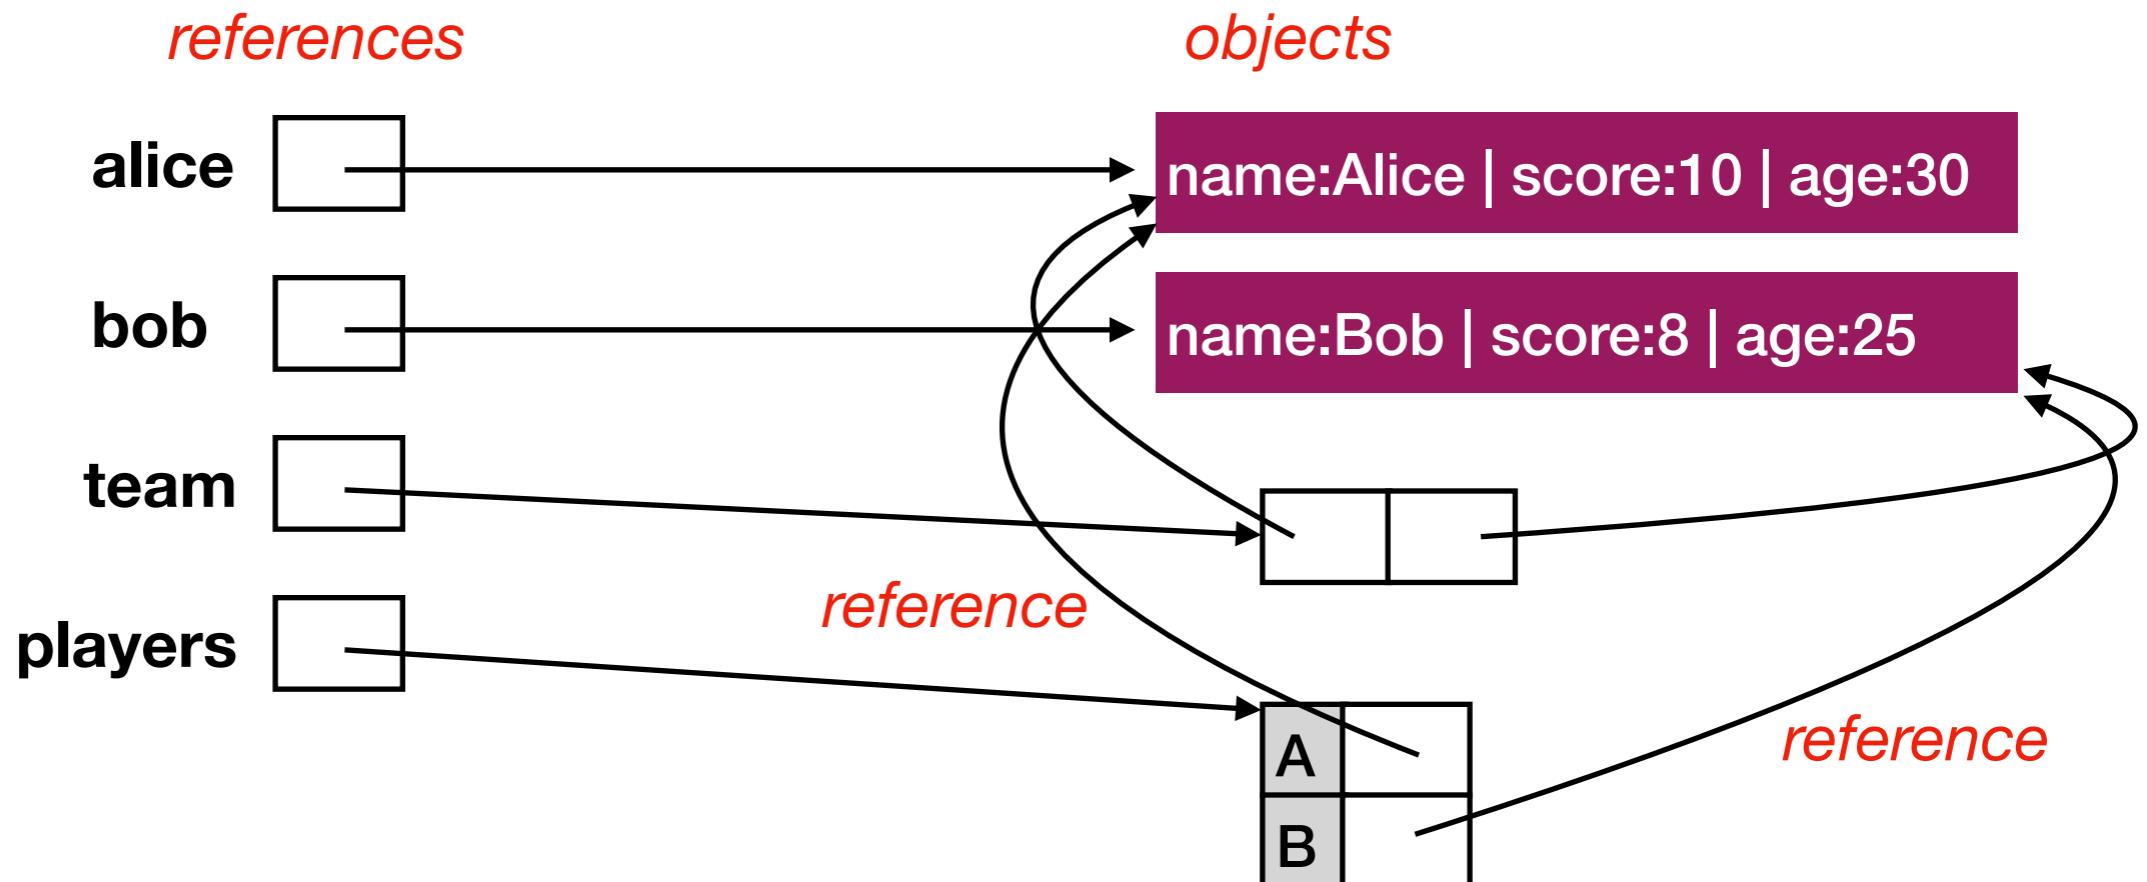 references
objects
alice
name:Alice | score:10 | age:30
bob
name:Bob | score:8 | age:25
team
reference
players
A
reference
B